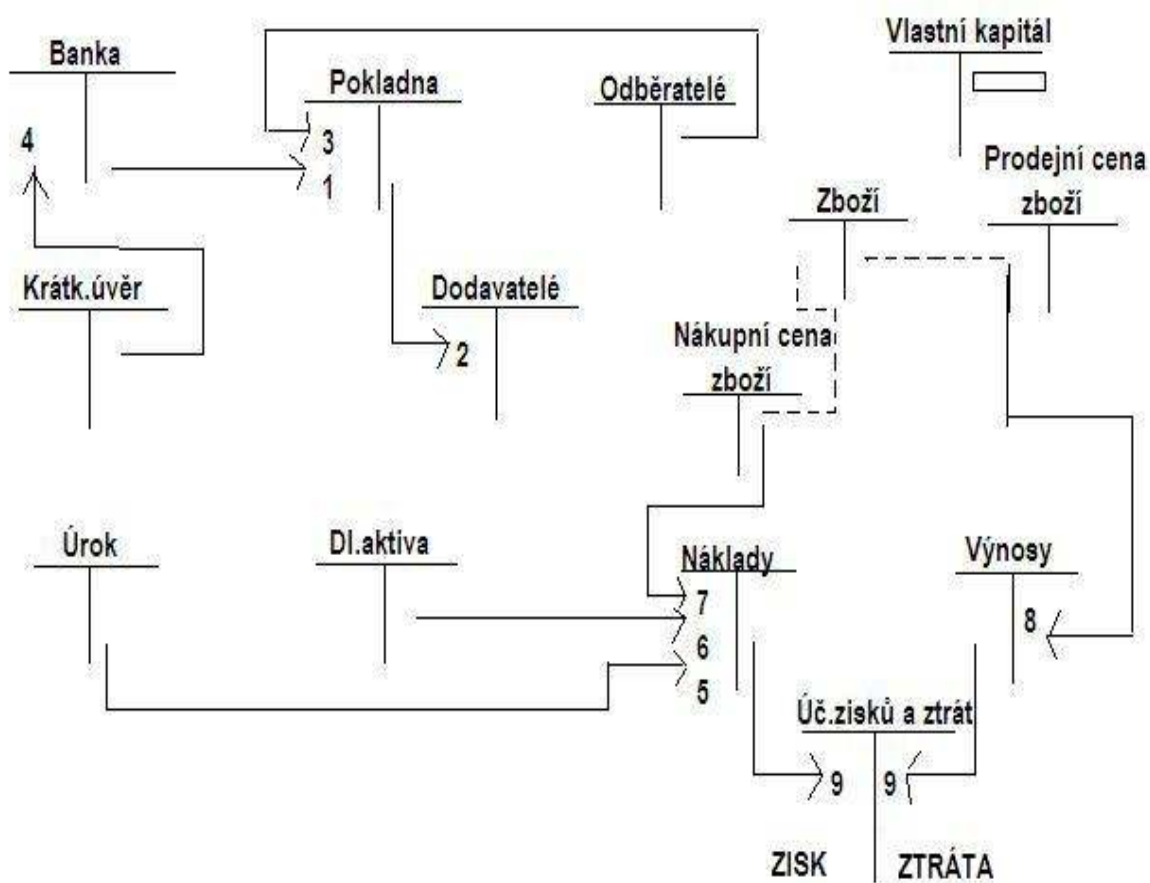 Banka
Pokladna
Odběratelé
Vlastní kapitál
4
3
1
Prodejní cena
zboží
Zboží
Krátk.úvěr
Dodavatelé
2
Nákupní cena
zboží
Úrok
Dl.aktiva
Náklady
Výnosy
7
6
5
8
Úč.zisků a ztrát
9
9
ZISK
ZTRÁTA